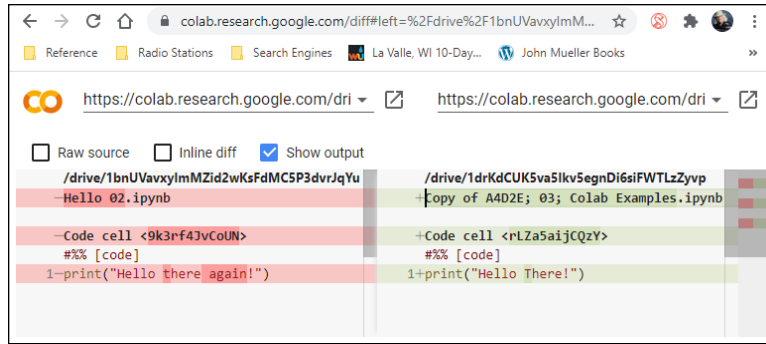 colab.research.google.com/diff#left=%2Fdrive%2F1bnUVavxylmM...
Reference Radio Stations Search Engines La Valle, WI 10-Day... John Mueller Books »
https://colab.research.google.com/dri https://colab.research.google.com/dri
Raw source Inline diff Show output
/drive/1bnUVavxylmMZid2wKsFdMC5P3dvrJqYu
-Hello 02.ipynb
-Code cell <9k3rf4JvCoUN>
#%% [code]
1-print("Hello there again!")
/drive/1drKdCUK5va5lkv5egnDi6siFWTLzZyvp
+Copy of A4D2E; 03; Colab Examples.ipynb
+Code cell <rLZa5aijCQzY>
#%% [code]
1+print("Hello There!")